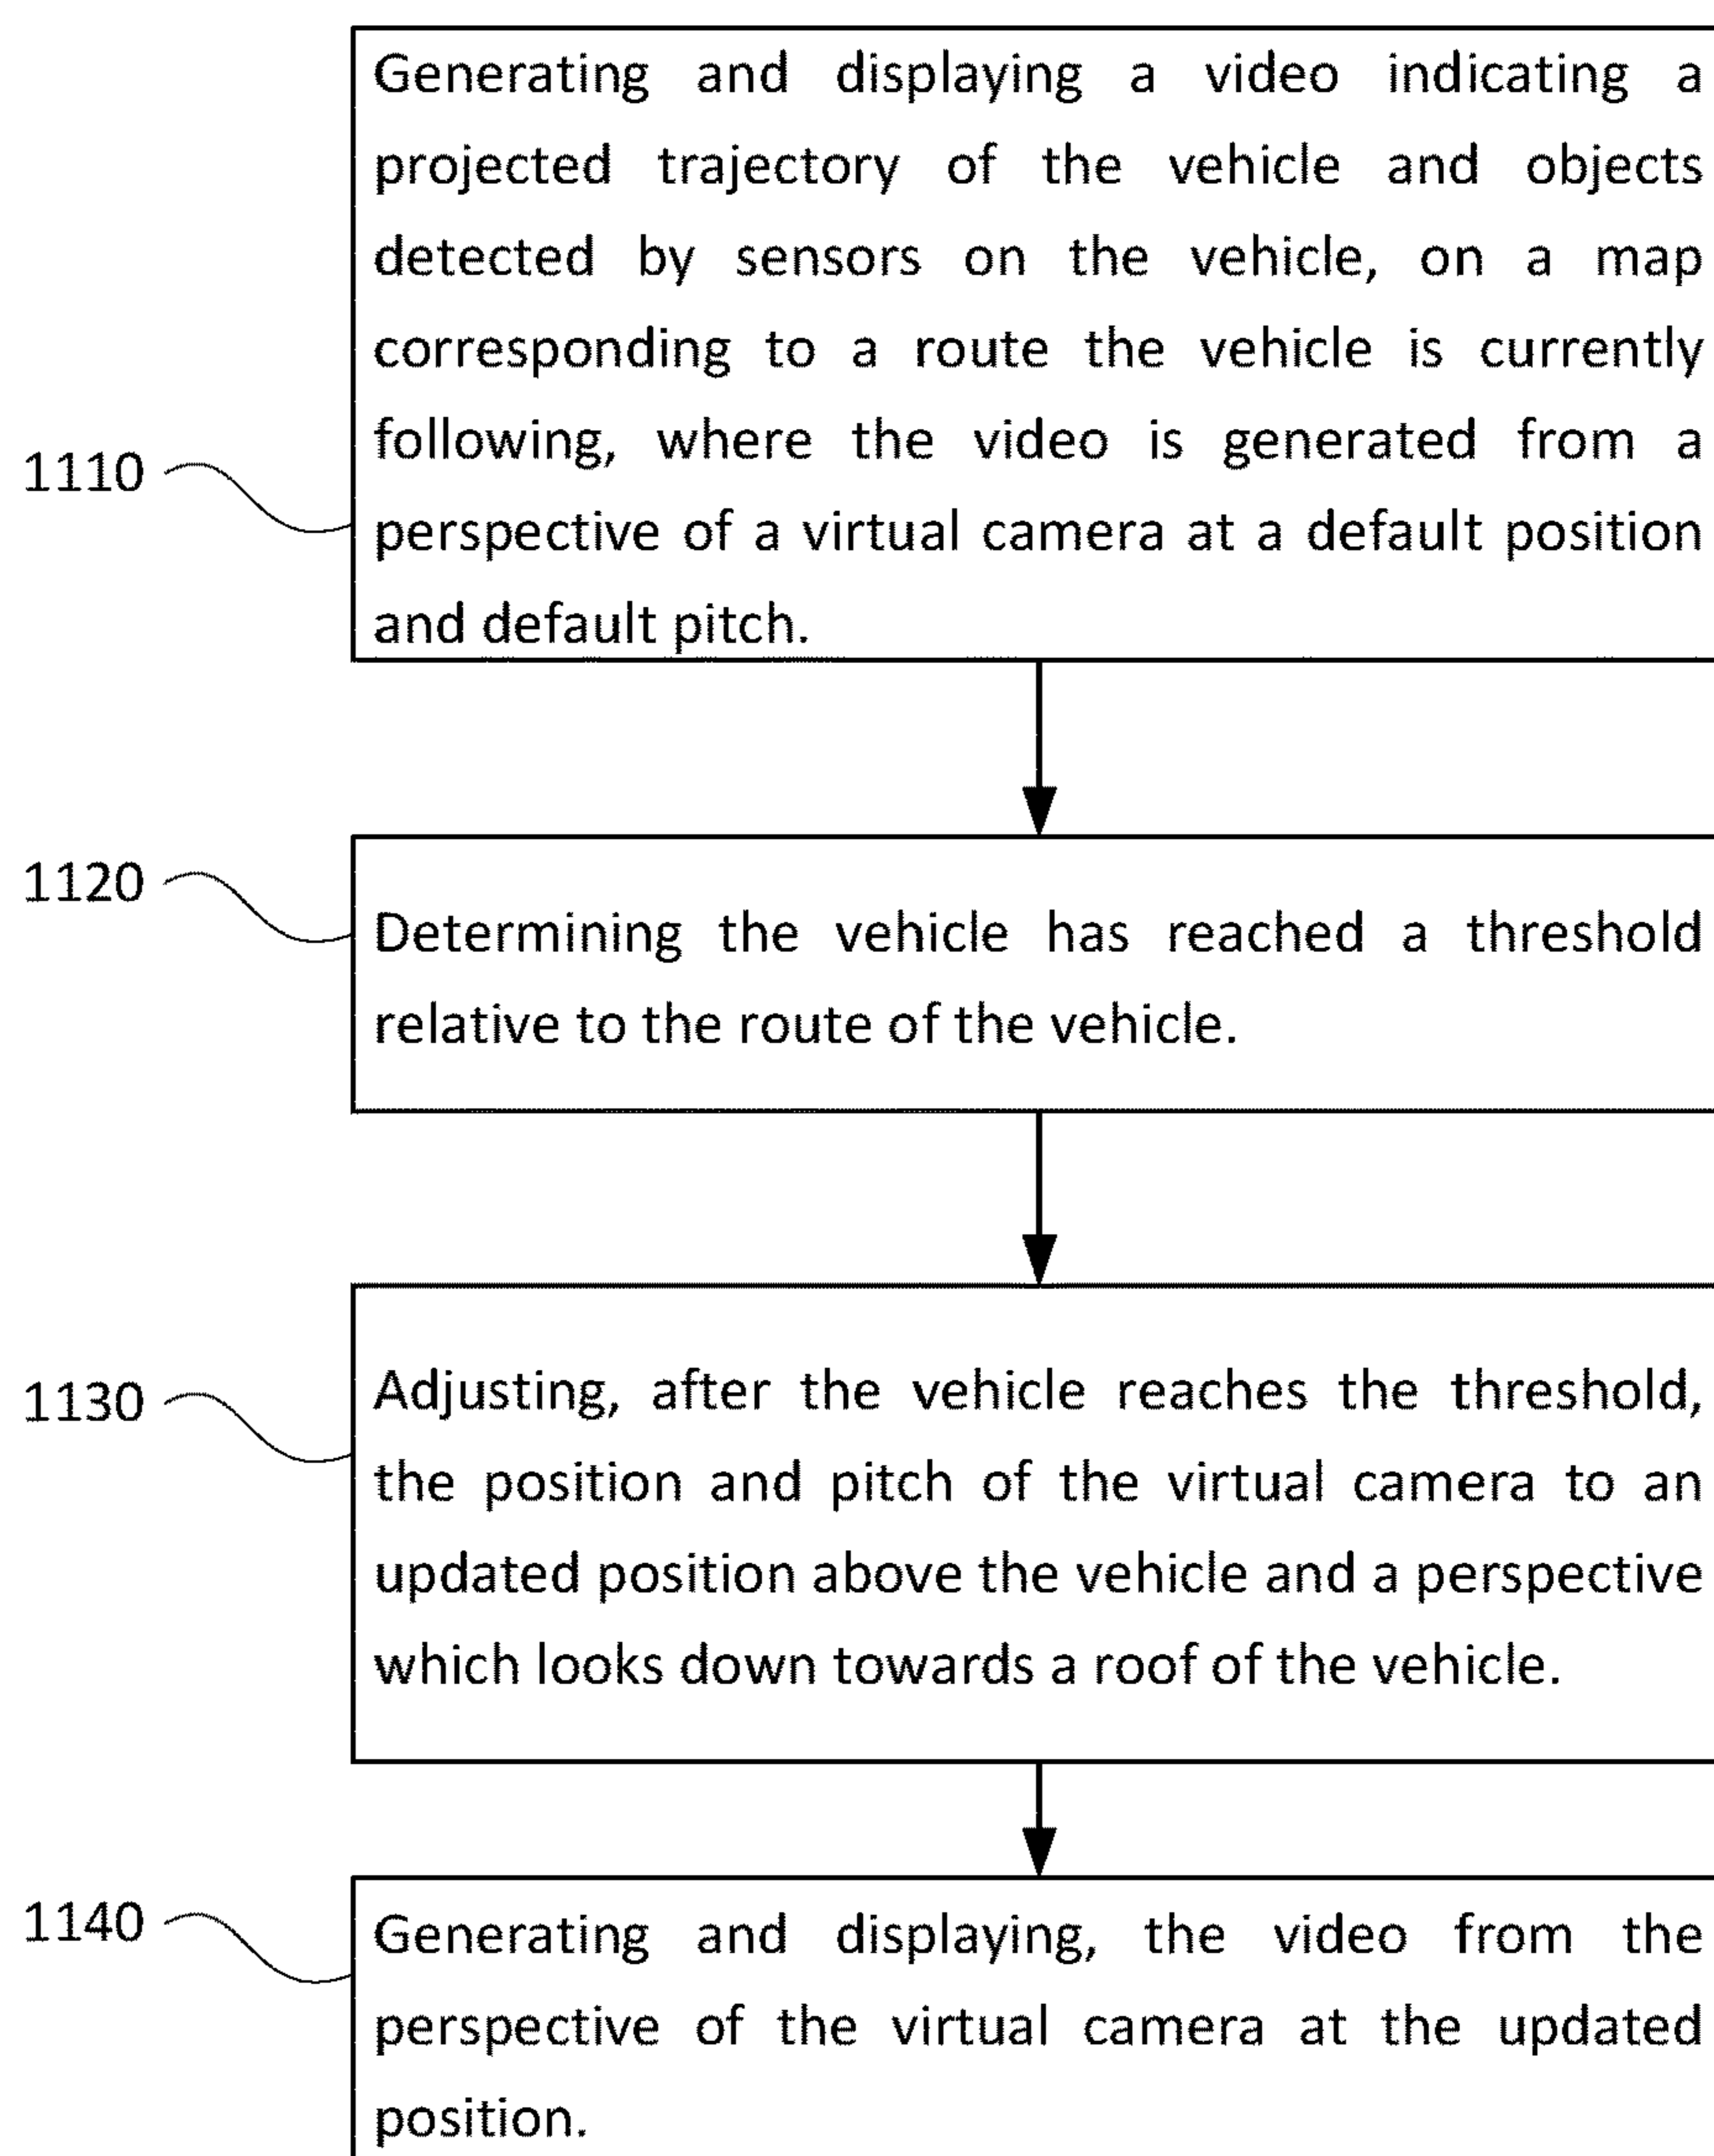 Generating and displaying a video indicating a
projected trajectory of the vehicle and objects
detected by sensors on the vehicle, on a map
corresponding to a route the vehicle is currently
following, where the video is generated from a
1110
perspective of a virtual camera at a default position
and default pitch.
1120
Determining the vehicle has reached a threshold
relative to the route of the vehicle.
1130
Adjusting, after the vehicle reaches the threshold,
the position and pitch of the virtual camera to an
updated position above the vehicle and a perspective
which looks down towards a roof of the vehicle.
1140
Generating and displaying, the video from the
perspective of the virtual camera at the updated
position.